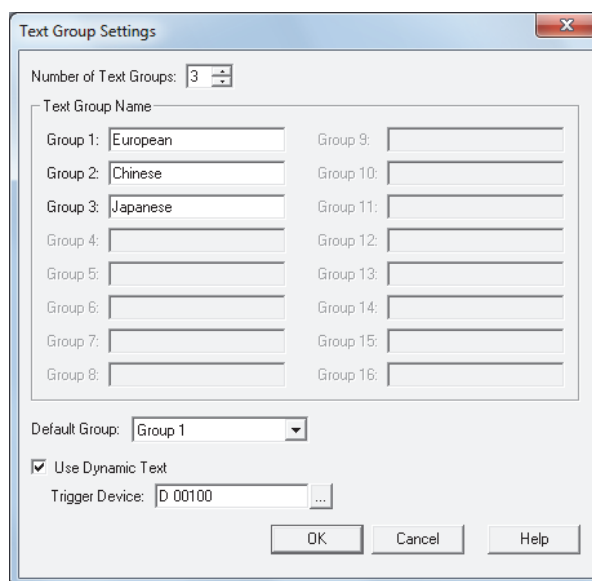 Text Group Settings
Number of Text Groups: 3
Text Group Name
Group 1: European
Group 2: Chinese
Group 3: Japanese
Group 4:
Group 5:
Group 6:
Group 7:
Group 8:
Group 9:
Group 10:
Group 11:
Group 12:
Group 13:
Group 14:
Group 15:
Group 16:
Default Group: Group 1
Use Dynamic Text
Trigger Device: D 00100 ...
OK Cancel Help